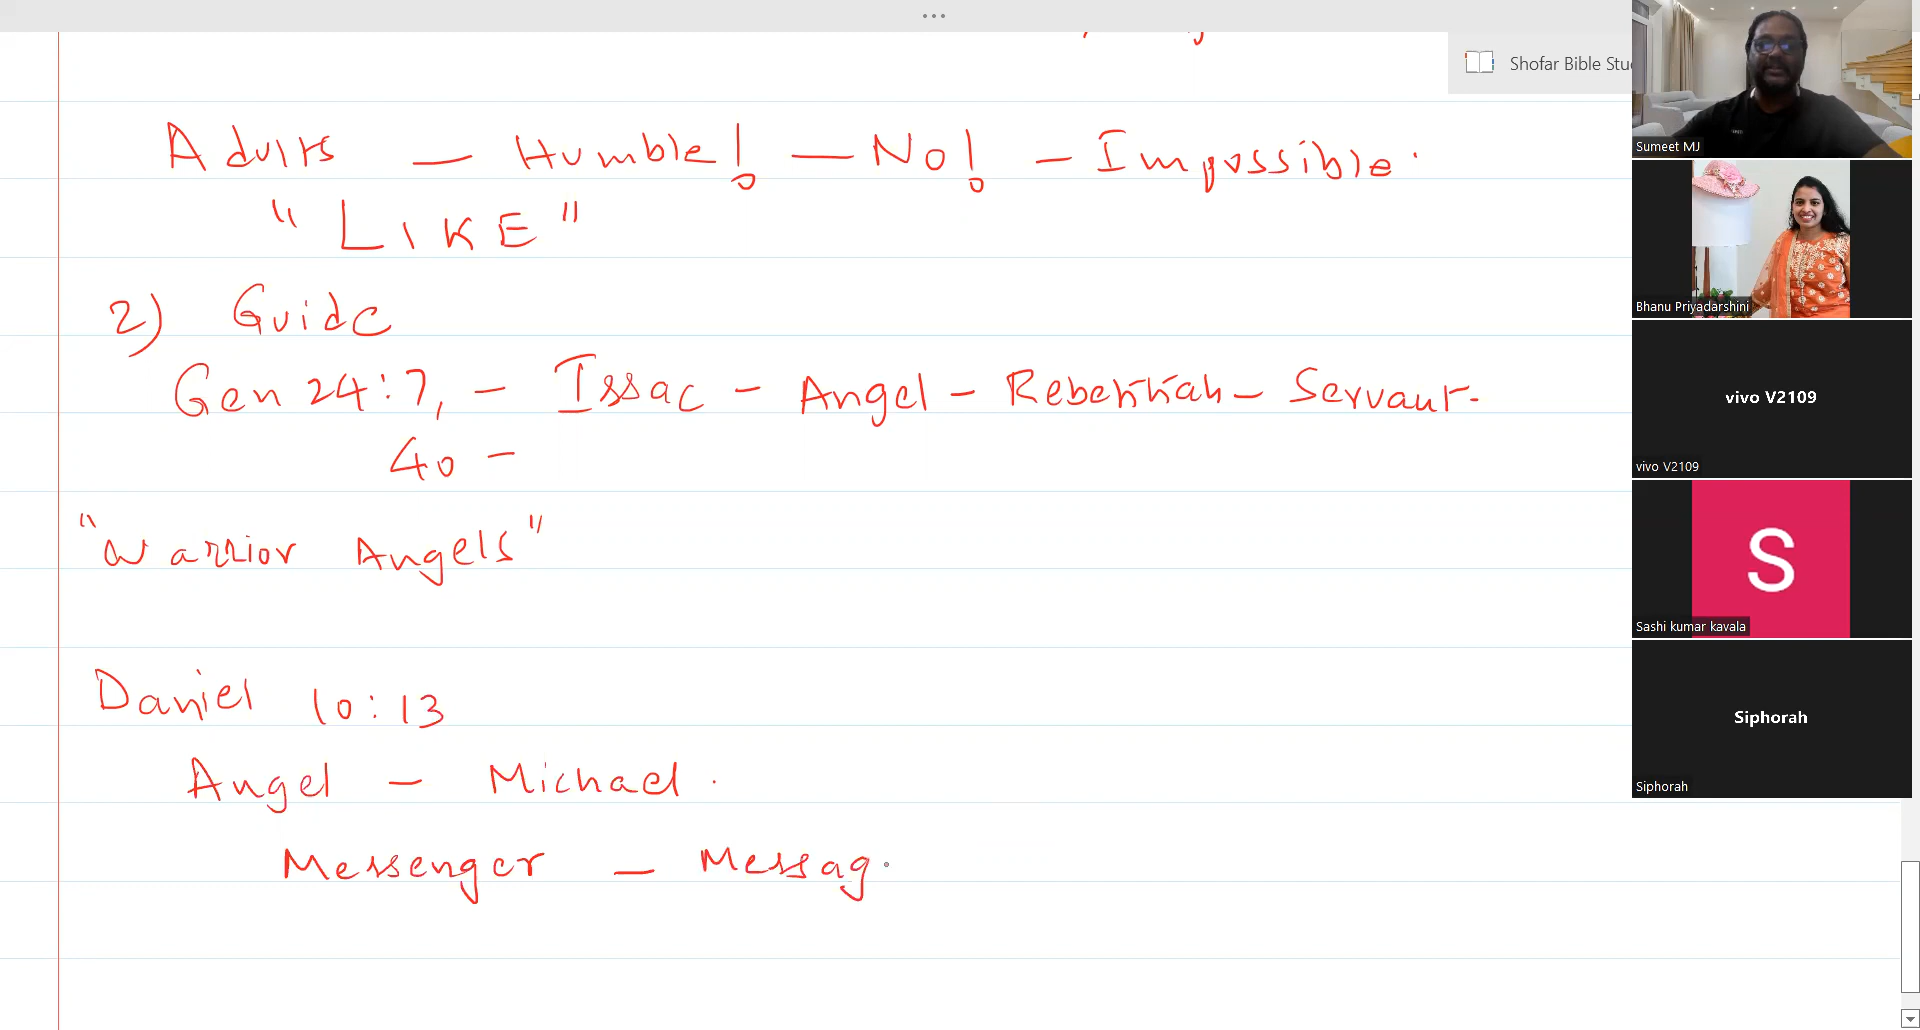 Shofar Bible Stu
Adults — Humble! — No! — Impossible.
"LIKE"
2) Guide
Gen 24:7, — Issac — Angel — Rebekkah — Servant.
40 —
"Warrior Angels"
Daniel 10:13
Angel — Michael.
Messenger — Messag
Sumeet MJ
Bhanu Priyadarshini
vivo V2109
vivo V2109
S
Sashi kumar kavala
Siphorah
Siphorah